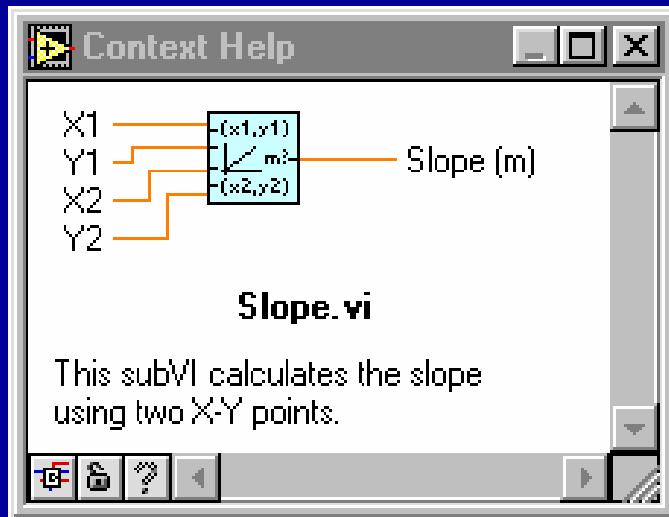 Context Help
X1
Y1
X2
Y2
(x1,y1)
m?
(x2,y2)
Slope (m)
Slope.vi
This subVI calculates the slope
using two X-Y points.
?